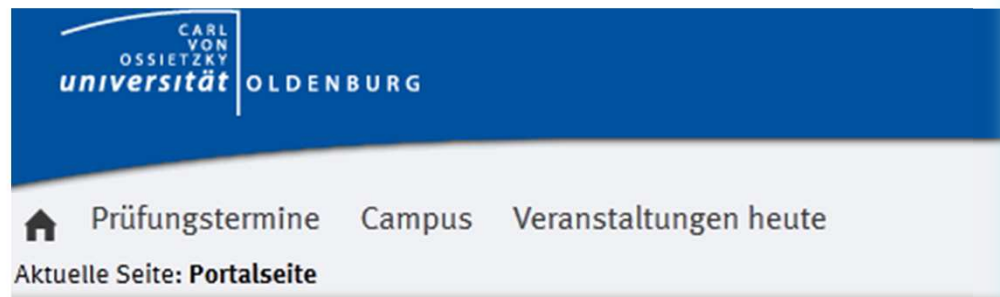 CARL
VON
OSSIETZKY
universität OLDENBURG
Prüfungstermine Campus Veranstaltungen heute
Aktuelle Seite: Portalseite